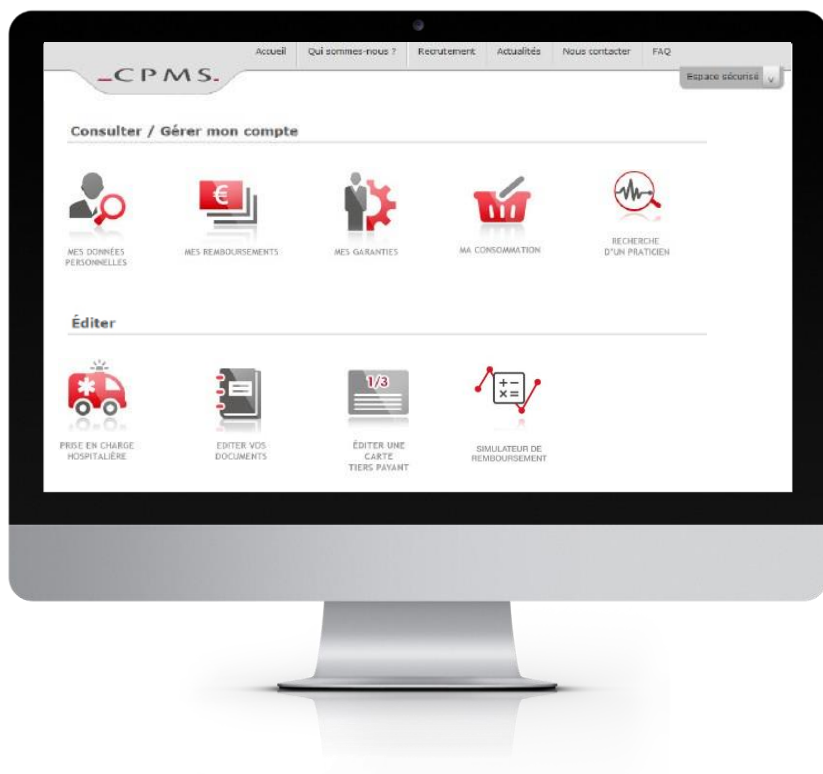 Accueil Qui sommes-nous ? Recrutement Actualités Nous contacter FAQ
CPMS
Espace sécurisé v
Consulter / Gérer mon compte
€
MES DONNÉES
PERSONNELLES
MES REMBOURSEMENTS
MES GARANTIES
MA CONSOMMATION
RECHERCHE
D'UN PRATICIEN
Éditer
1/3
+ −
× =
PRISE EN CHARGE
HOSPITALIÈRE
EDITER VOS
DOCUMENTS
ÉDITER UNE
CARTE
TIERS PAYANT
SIMULATEUR DE
REMBOURSEMENT